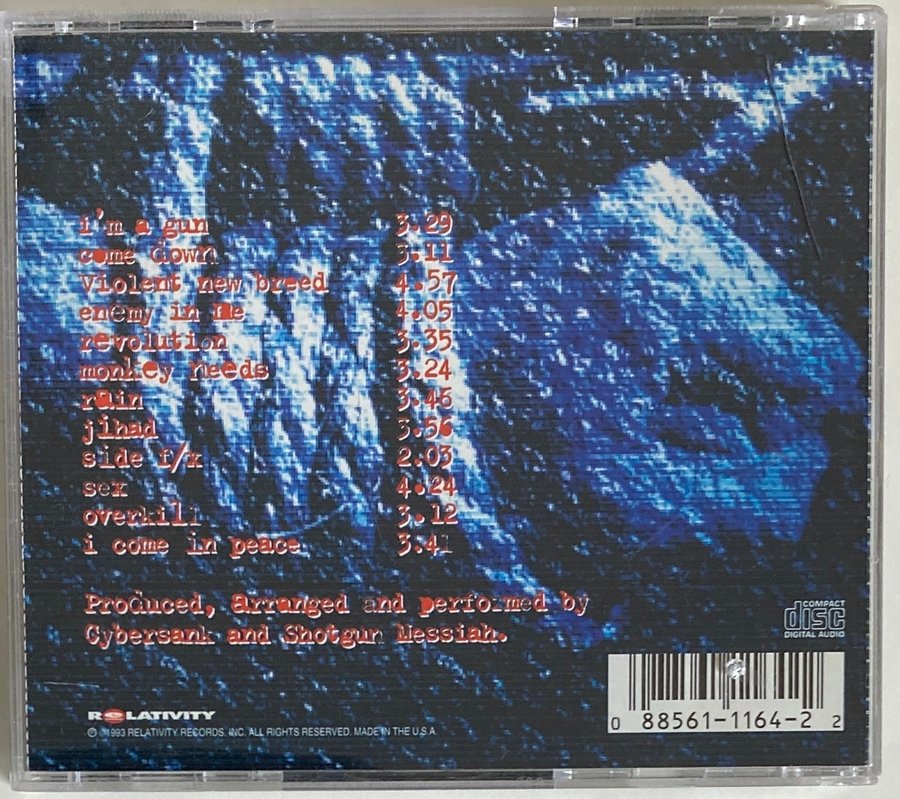 i'm a gun 3.29
come down 3.11
Violent new breed 4.57
enemy in me 4.05
revolution 3.35
monkey needs 3.24
rain 3.46
jihad 3.56
side f/x 2.03
sex 4.24
overkill 3.12
i come in peace 3.41
Produced, arranged and performed by
Cybersank and Shotgun Messiah.
COMPACT
disc
DIGITAL AUDIO
RELATIVITY
℗ © 1993 RELATIVITY RECORDS, INC. ALL RIGHTS RESERVED. MADE IN THE U.S.A.
0 88561-1164-2 2